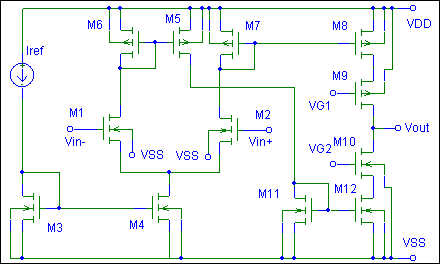 M6
M5
M7
M8
VDD
Iref
M9
VG1
M1
M2
Vin-
Vin+
Vout
VSS
VSS
M10
VG2
M11
M12
M3
M4
VSS